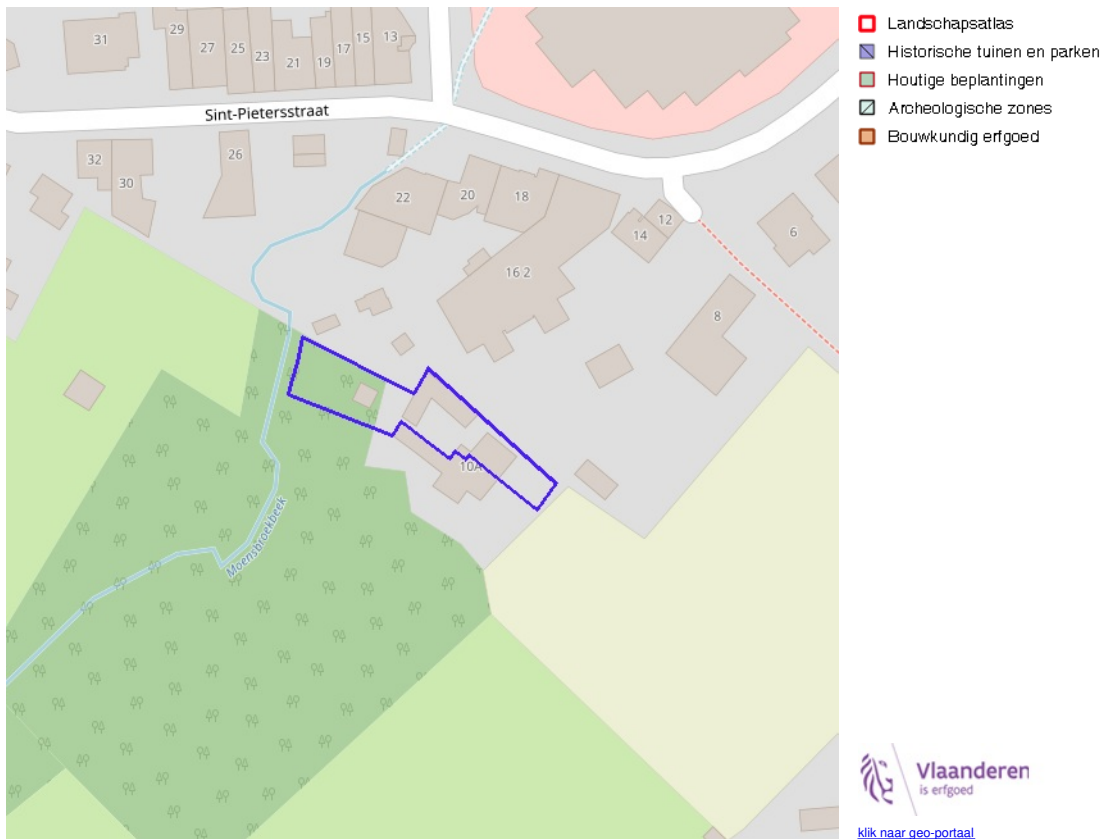 31
29
27
25
23
21
19
17
15
13
Sint-Pietersstraat
32
30
26
22
20
18
16 2
14
12
6
8
10A
Moensbroekbeek
Landschapsatlas
Historische tuinen en parken
Houtige beplantingen
Archeologische zones
Bouwkundig erfgoed
Vlaanderen
is erfgoed
klik naar geo-portaal